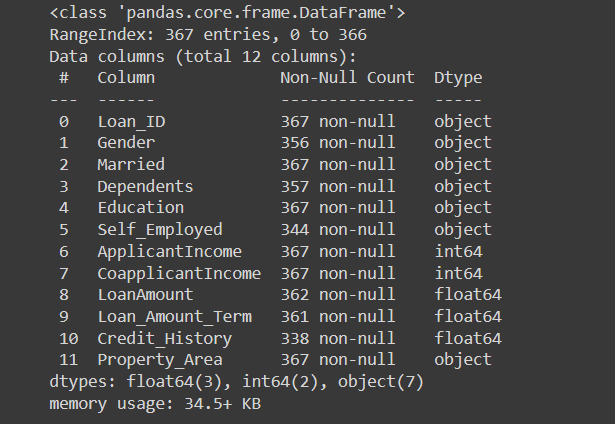 <class 'pandas.core.frame.DataFrame'>
RangeIndex: 367 entries, 0 to 366
Data columns (total 12 columns):
 #   Column             Non-Null Count  Dtype
---  ------             --------------  -----
 0   Loan_ID            367 non-null    object
 1   Gender             356 non-null    object
 2   Married            367 non-null    object
 3   Dependents         357 non-null    object
 4   Education          367 non-null    object
 5   Self_Employed      344 non-null    object
 6   ApplicantIncome    367 non-null    int64
 7   CoapplicantIncome  367 non-null    int64
 8   LoanAmount         362 non-null    float64
 9   Loan_Amount_Term   361 non-null    float64
 10  Credit_History     338 non-null    float64
 11  Property_Area      367 non-null    object
dtypes: float64(3), int64(2), object(7)
memory usage: 34.5+ KB